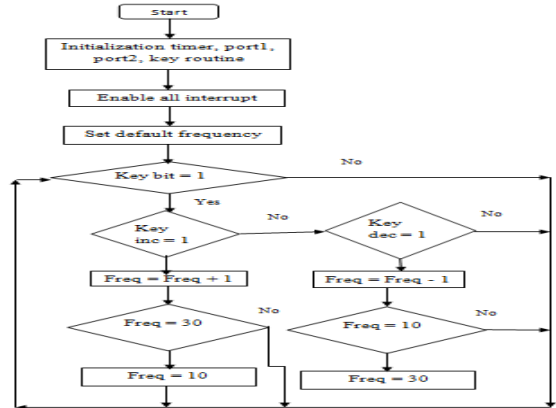 Start
Initialization timer, port1,
port2, key routine
Enable all interrupt
Set default frequency
Key bit = 1
No
Yes
Key
inc = 1
No
Key
dec = 1
No
Freq = Freq + 1
Freq = Freq - 1
Freq = 30
No
Freq = 10
No
Freq = 10
Freq = 30